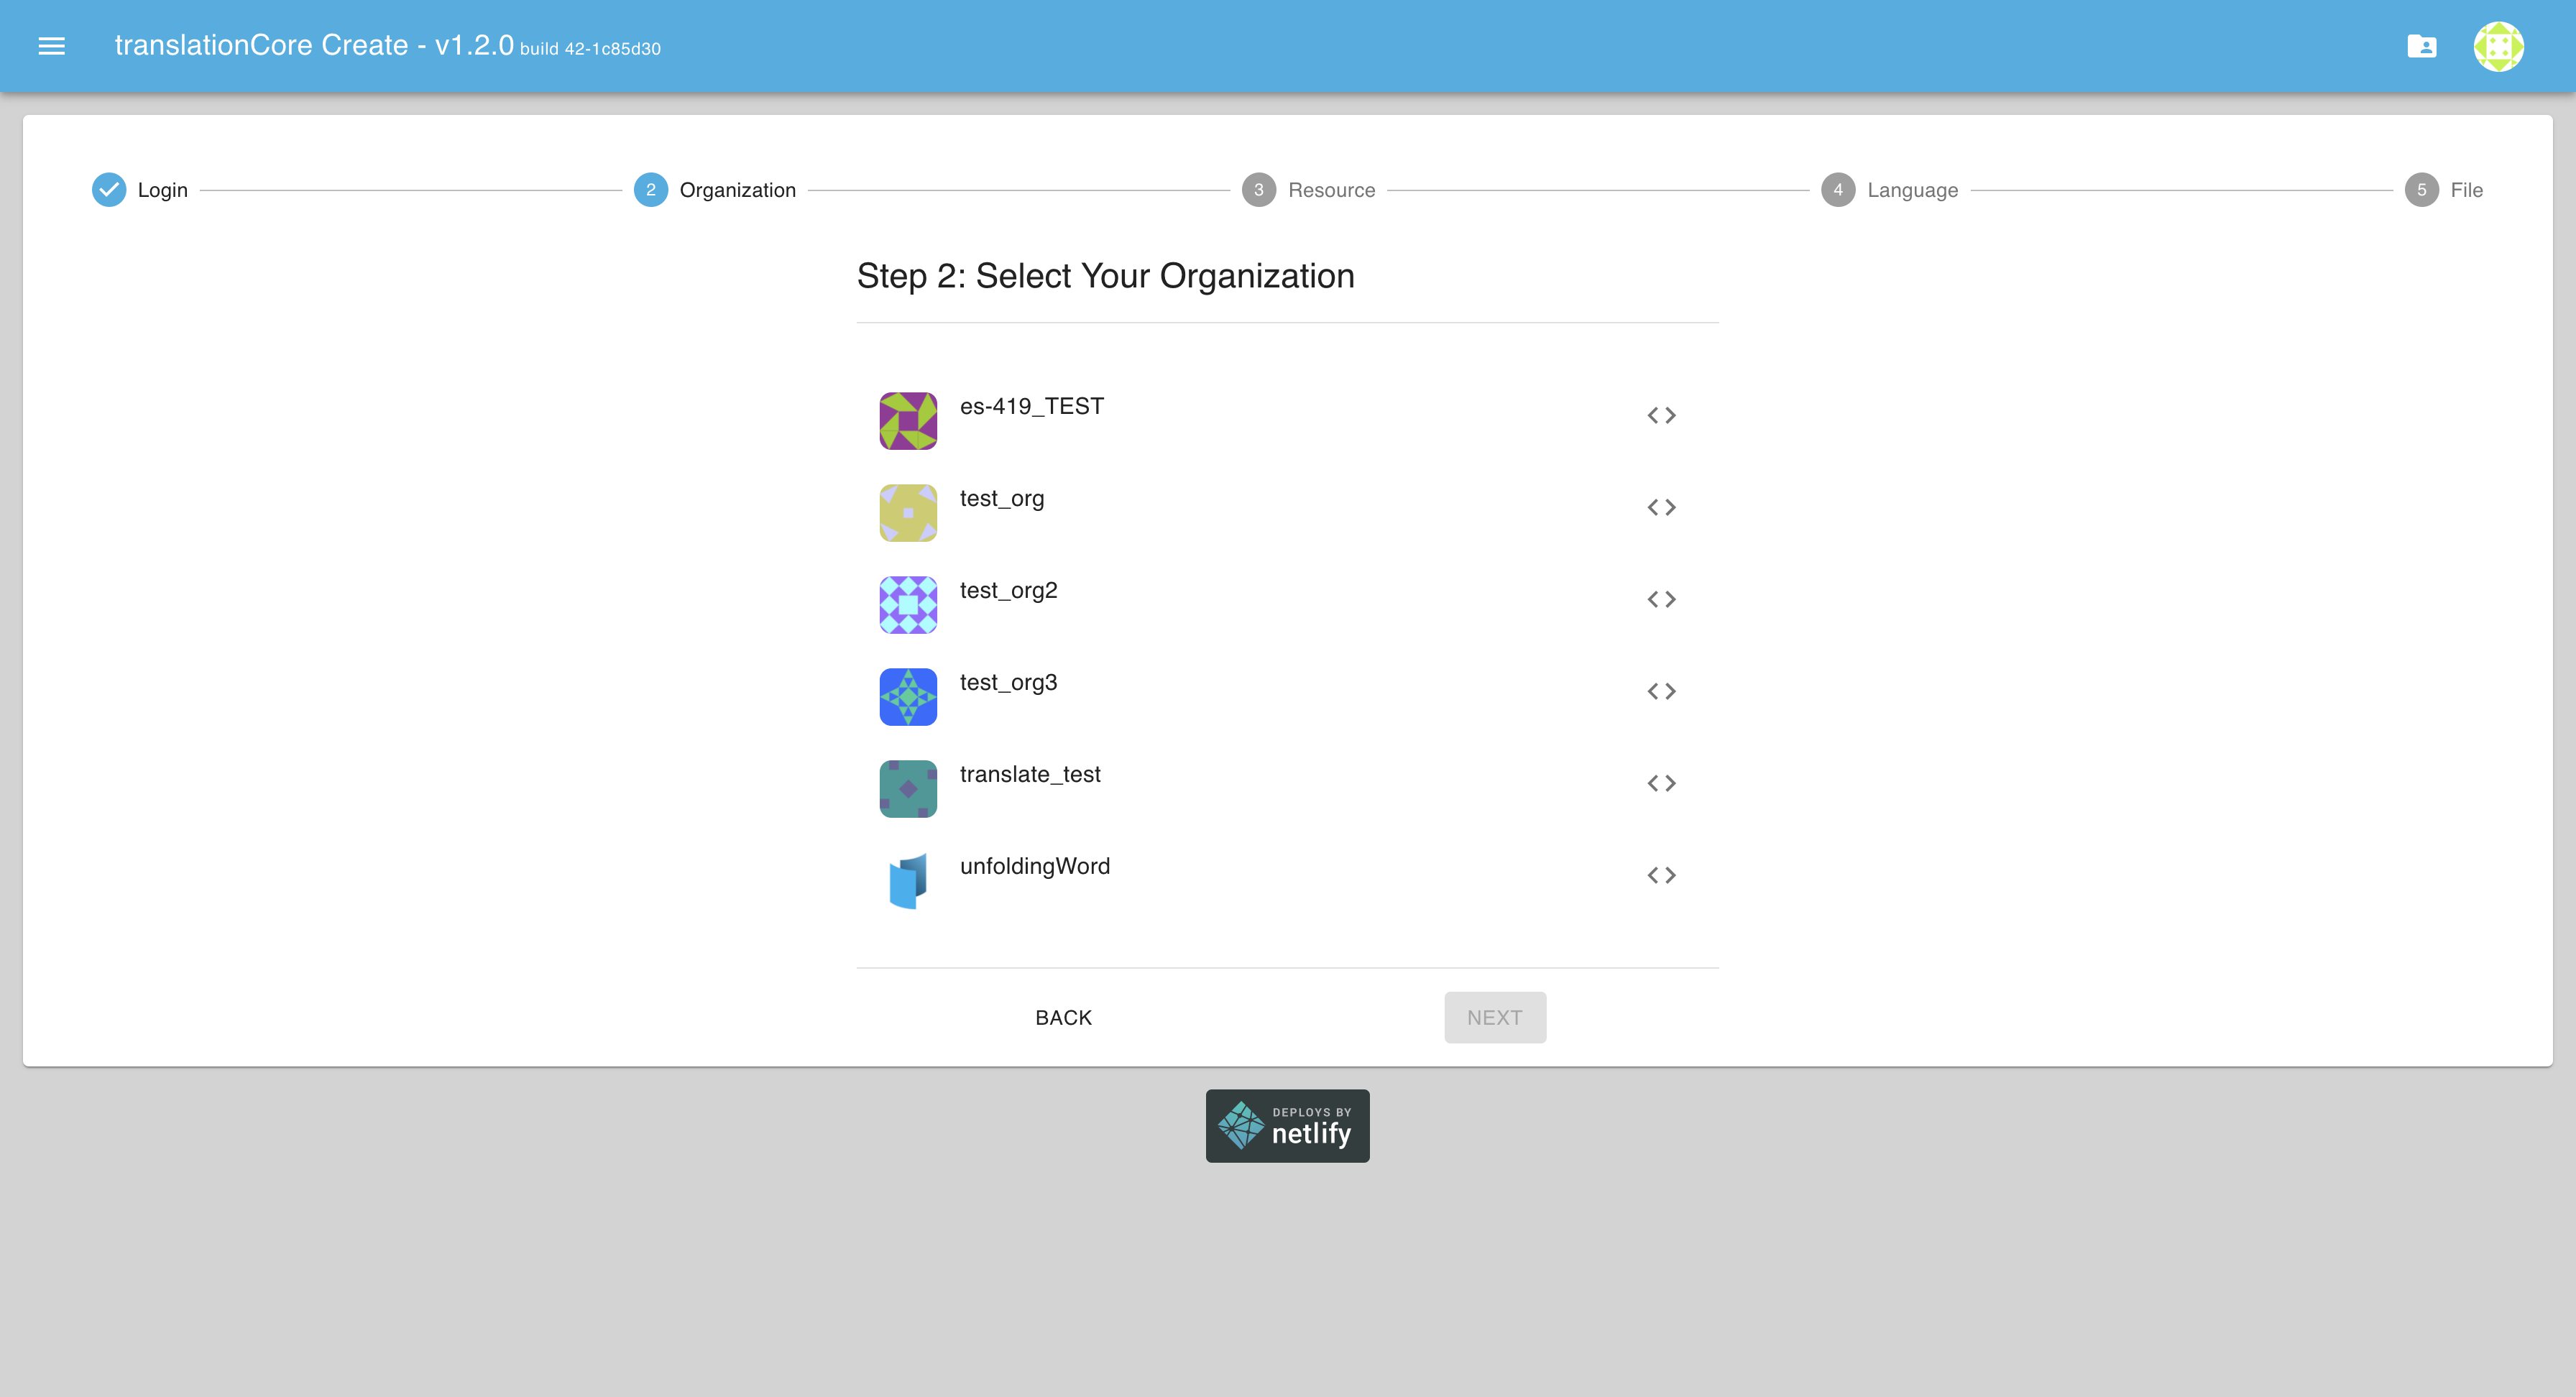 translationCore Create - v1.2.0 build 42-1c85d30
Login
2 Organization
3 Resource
4 Language
5 File
Step 2: Select Your Organization
es-419_TEST
test_org
test_org2
test_org3
translate_test
unfoldingWord
BACK
NEXT
DEPLOYS BY
netlify